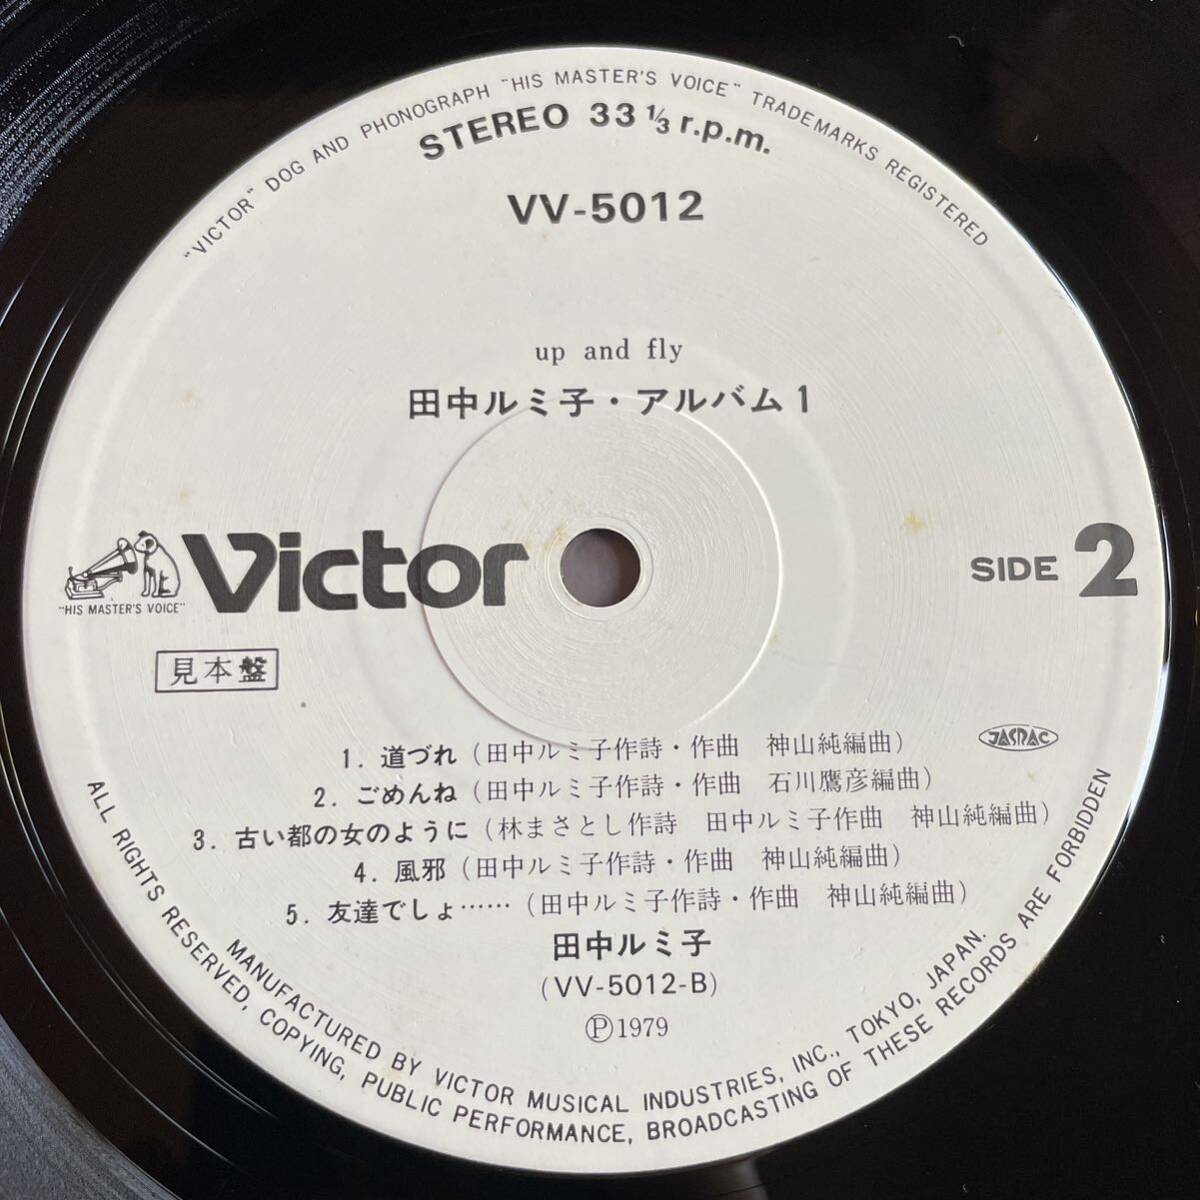 "VICTOR" DOG AND PHONOGRAPH "HIS MASTER'S VOICE" TRADEMARKS REGISTERED
STEREO 33 1/3 r.p.m.
VV-5012
up and fly
田中ルミ子・アルバム1
"HIS MASTER'S VOICE"
Victor
SIDE 2
見本盤
JASRAC
1. 道づれ (田中ルミ子作詩・作曲 神山純編曲)
2. ごめんね (田中ルミ子作詩・作曲 石川鷹彦編曲)
3. 古い都の女のように (林まさとし作詩 田中ルミ子作曲 神山純編曲)
4. 風邪 (田中ルミ子作詩・作曲 神山純編曲)
5. 友達でしょ…… (田中ルミ子作詩・作曲 神山純編曲)
田中ルミ子
(VV-5012-B)
Ⓟ1979
MANUFACTURED BY VICTOR MUSICAL INDUSTRIES, INC., TOKYO, JAPAN.
ALL RIGHTS RESERVED, COPYING, PUBLIC PERFORMANCE, BROADCASTING OF THESE RECORDS ARE FORBIDDEN